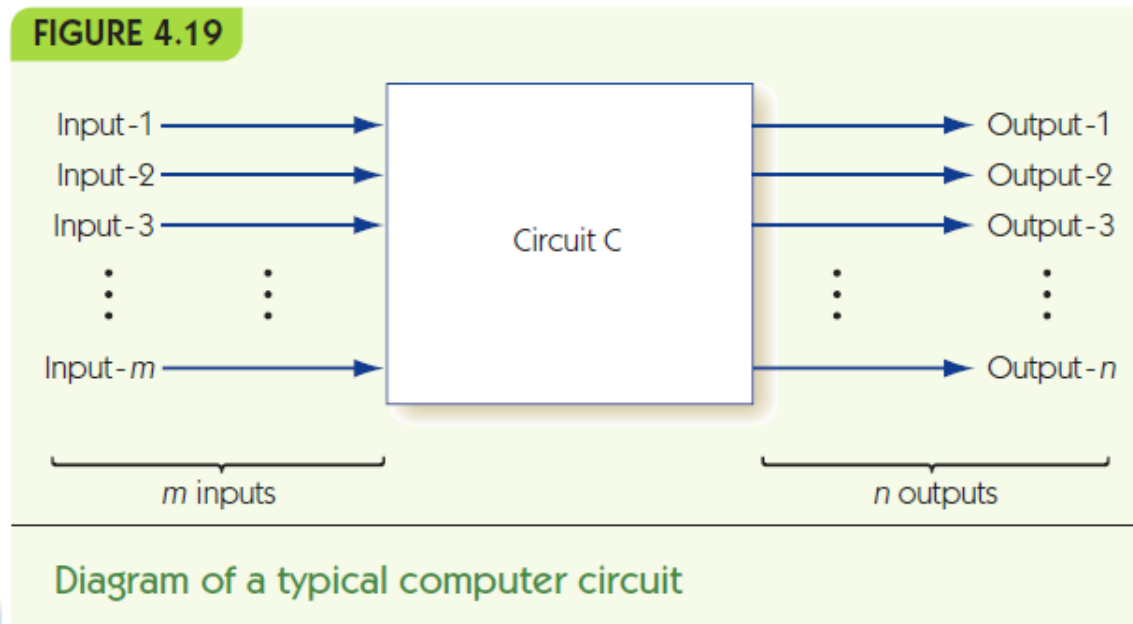 FIGURE 4.19
Input-1
Output-1
Input-2
Output-2
Input-3
Circuit C
Output-3
Input-m
Output-n
m inputs
n outputs
Diagram of a typical computer circuit